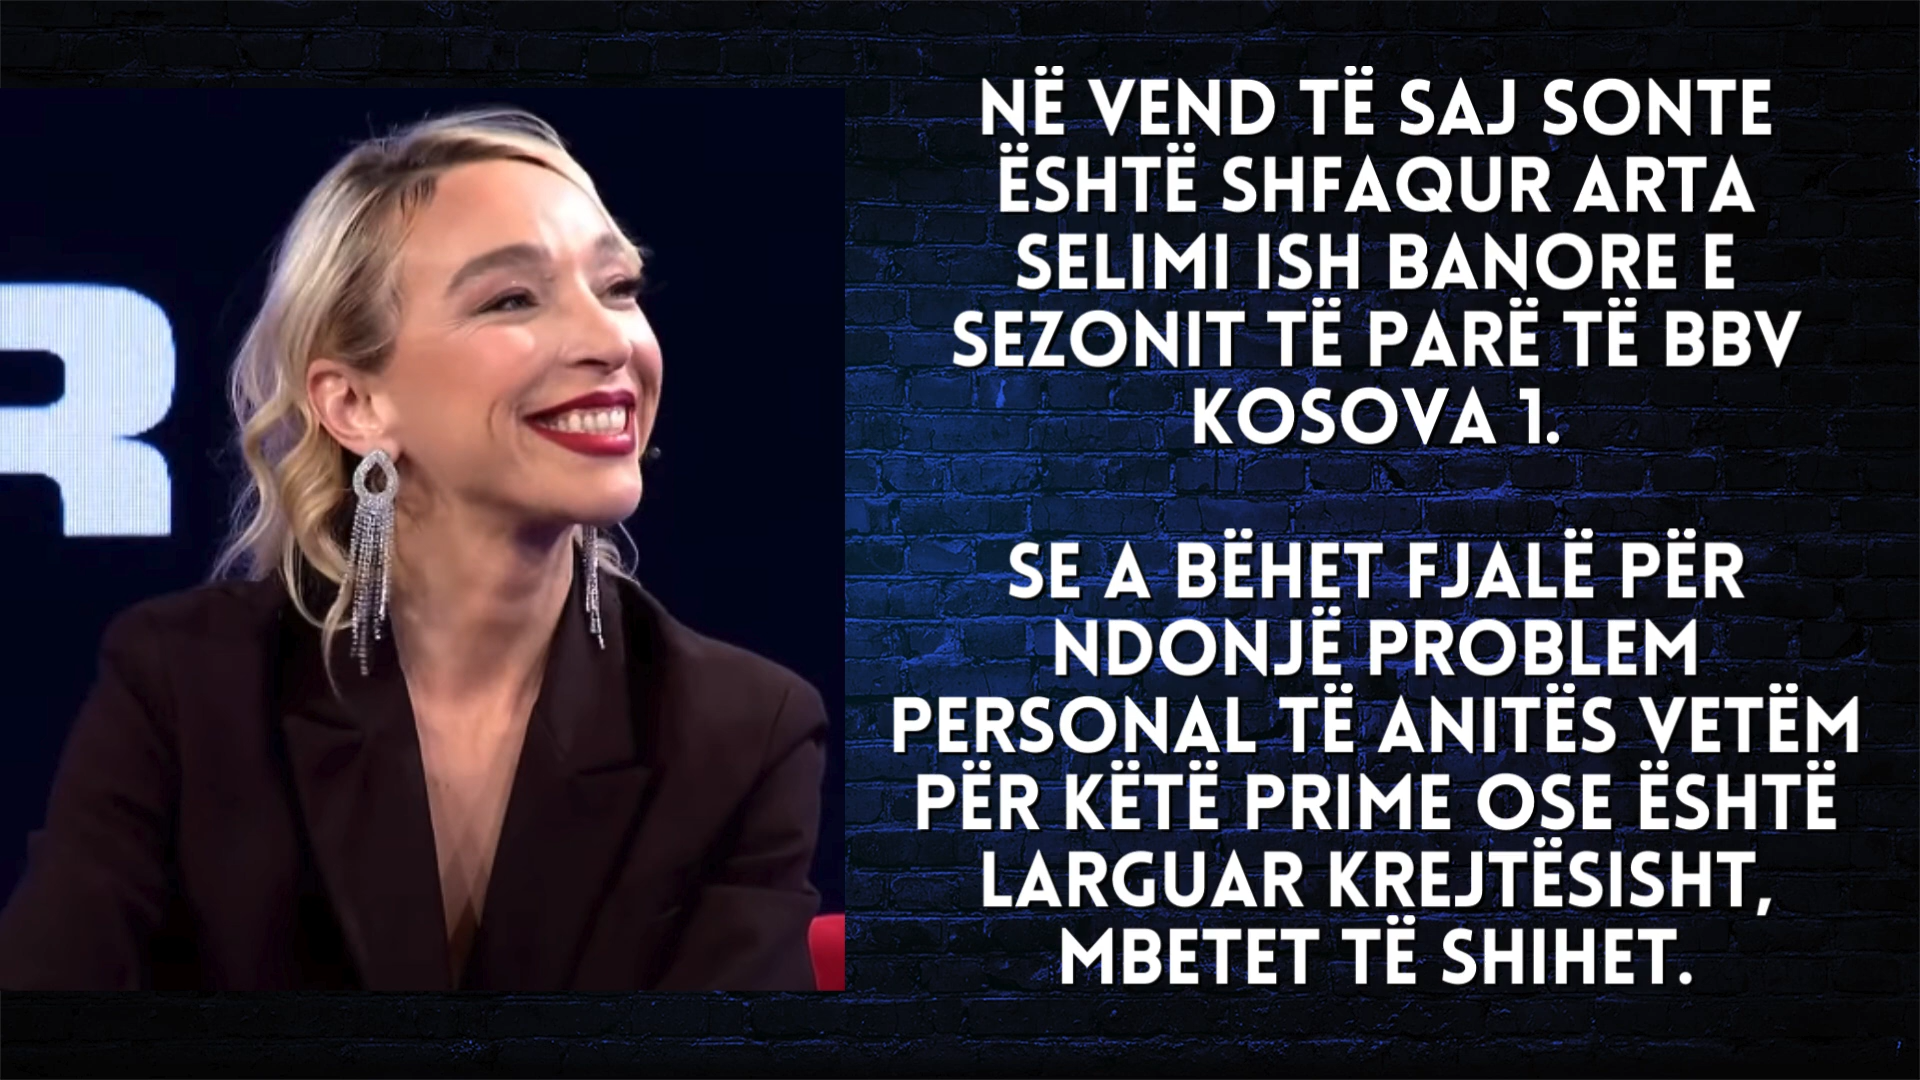 R
NË VEND TË SAJ SONTE
ËSHTË SHFAQUR ARTA
SELIMI ISH BANORE E
SEZONIT TË PARË TË BBV
KOSOVA 1.
SE A BËHET FJALË PËR
NDONJË PROBLEM
PERSONAL TË ANITËS VETËM
PËR KËTË PRIME OSE ËSHTË
LARGUAR KREJTËSISHT,
MBETET TË SHIHET.